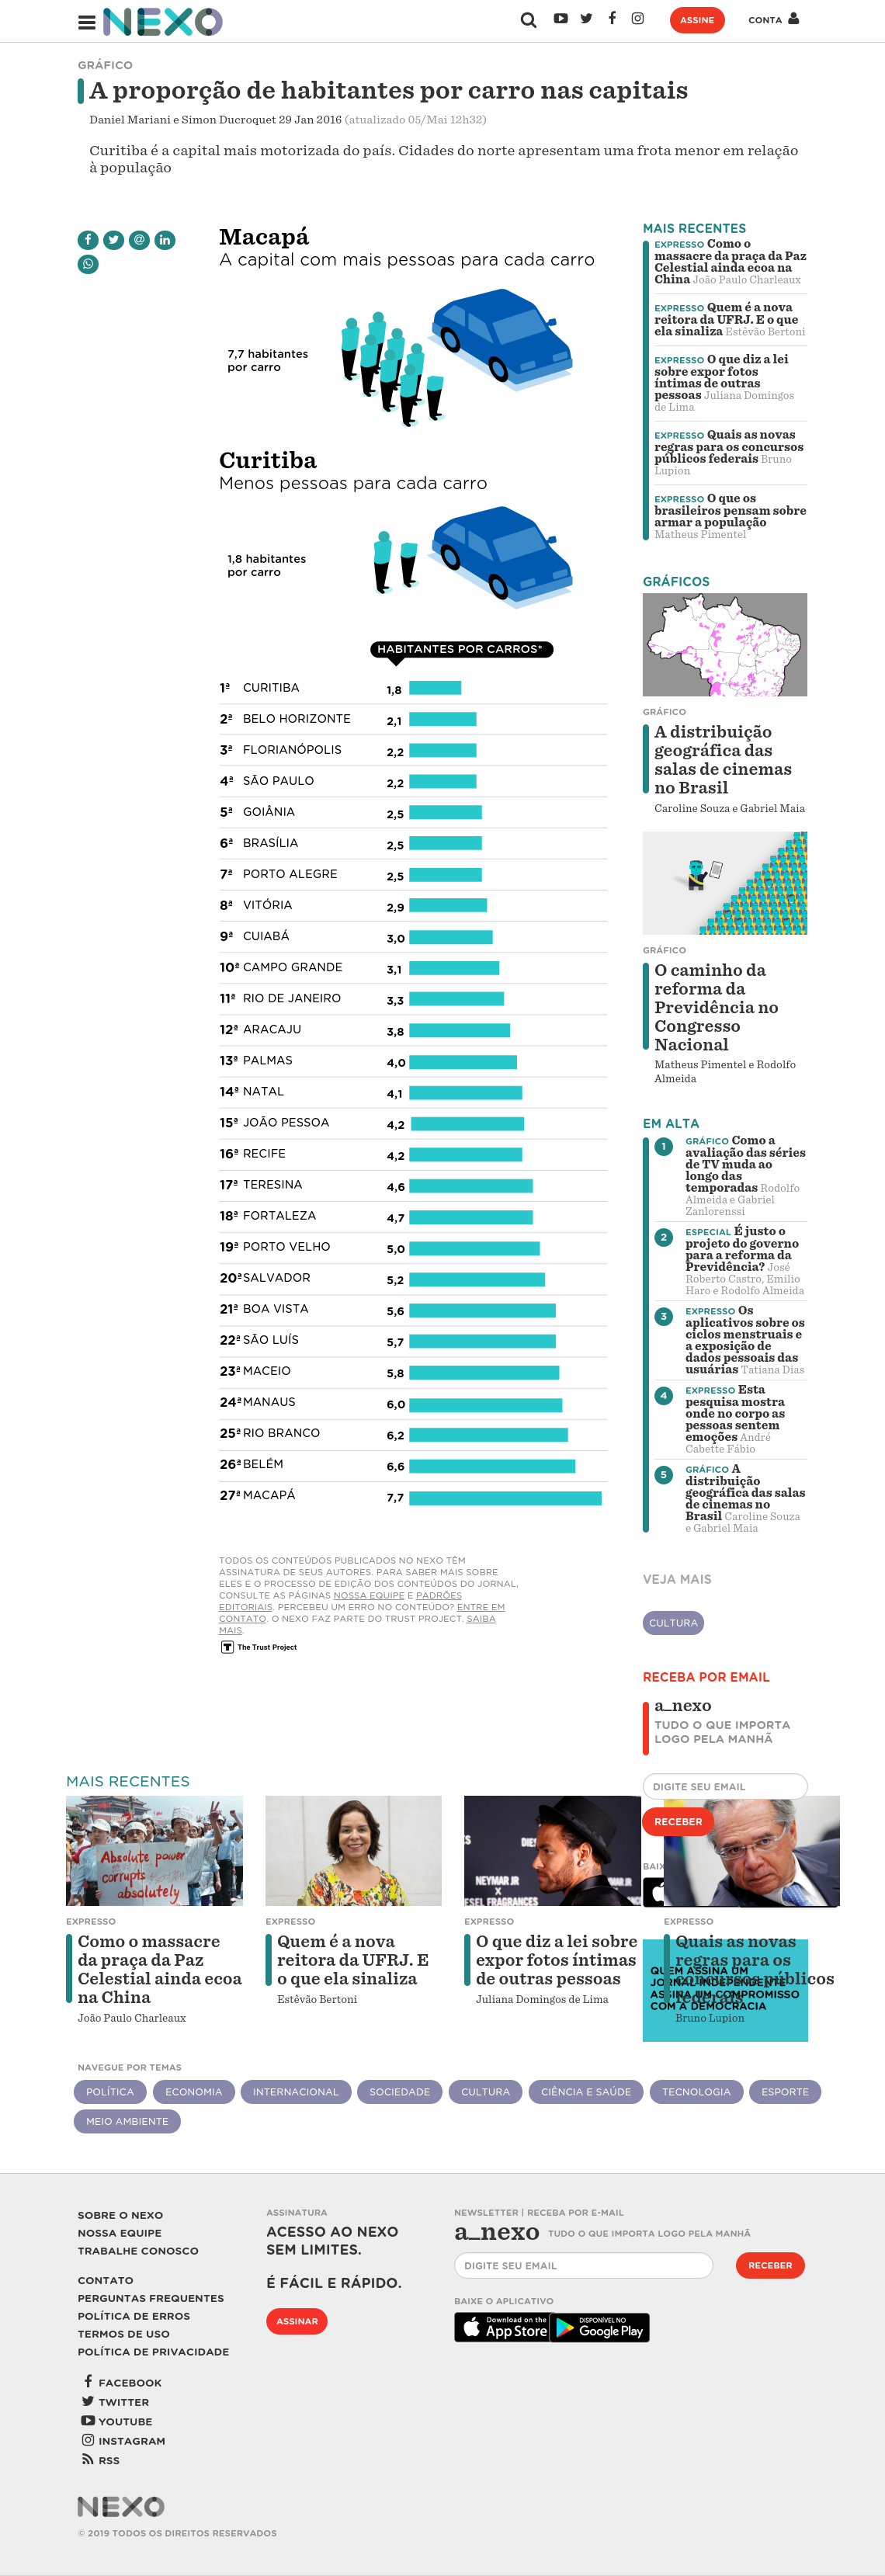 NEXO
ASSINE
CONTA
GRÁFICO
A proporção de habitantes por carro nas capitais
Daniel Mariani e Simon Ducroquet 29 Jan 2016 (atualizado 05/Mai 12h32)
Curitiba é a capital mais motorizada do país. Cidades do norte apresentam uma frota menor em relação
à população
Macapá
A capital com mais pessoas para cada carro
7,7 habitantes
por carro
Curitiba
Menos pessoas para cada carro
1,8 habitantes
por carro
HABITANTES POR CARROS*
1ª CURITIBA 1,8
2ª BELO HORIZONTE 2,1
3ª FLORIANÓPOLIS 2,2
4ª SÃO PAULO 2,2
5ª GOIÂNIA 2,5
6ª BRASÍLIA 2,5
7ª PORTO ALEGRE 2,5
8ª VITÓRIA 2,9
9ª CUIABÁ 3,0
10ª CAMPO GRANDE 3,1
11ª RIO DE JANEIRO 3,3
12ª ARACAJU 3,8
13ª PALMAS 4,0
14ª NATAL 4,1
15ª JOÃO PESSOA 4,2
16ª RECIFE 4,2
17ª TERESINA 4,6
18ª FORTALEZA 4,7
19ª PORTO VELHO 5,0
20ª SALVADOR 5,2
21ª BOA VISTA 5,6
22ª SÃO LUÍS 5,7
23ª MACEIO 5,8
24ª MANAUS 6,0
25ª RIO BRANCO 6,2
26ª BELÉM 6,6
27ª MACAPÁ 7,7
TODOS OS CONTEÚDOS PUBLICADOS NO NEXO TÊM
ASSINATURA DE SEUS AUTORES. PARA SABER MAIS SOBRE
ELES E O PROCESSO DE EDIÇÃO DOS CONTEÚDOS DO JORNAL,
CONSULTE AS PÁGINAS NOSSA EQUIPE E PADRÕES
EDITORIAIS. PERCEBEU UM ERRO NO CONTEÚDO? ENTRE EM
CONTATO. O NEXO FAZ PARTE DO TRUST PROJECT. SAIBA
MAIS.
T The Trust Project
MAIS RECENTES
EXPRESSO Como o
massacre da praça da Paz
Celestial ainda ecoa na
China João Paulo Charleaux
EXPRESSO Quem é a nova
reitora da UFRJ. E o que
ela sinaliza Estêvão Bertoni
EXPRESSO O que diz a lei
sobre expor fotos
íntimas de outras
pessoas Juliana Domingos
de Lima
EXPRESSO Quais as novas
regras para os concursos
públicos federais Bruno
Lupion
EXPRESSO O que os
brasileiros pensam sobre
armar a população
Matheus Pimentel
GRÁFICOS
GRÁFICO
A distribuição
geográfica das
salas de cinemas
no Brasil
Caroline Souza e Gabriel Maia
GRÁFICO
O caminho da
reforma da
Previdência no
Congresso
Nacional
Matheus Pimentel e Rodolfo
Almeida
EM ALTA
1 GRÁFICO Como a
avaliação das séries
de TV muda ao
longo das
temporadas Rodolfo
Almeida e Gabriel
Zanlorenssi
2 ESPECIAL É justo o
projeto do governo
para a reforma da
Previdência? José
Roberto Castro, Emilio
Haro e Rodolfo Almeida
3 EXPRESSO Os
aplicativos sobre os
ciclos menstruais e
a exposição de
dados pessoais das
usuárias Tatiana Dias
4 EXPRESSO Esta
pesquisa mostra
onde no corpo as
pessoas sentem
emoções André
Cabette Fábio
5 GRÁFICO A
distribuição
geográfica das salas
de cinemas no
Brasil Caroline Souza
e Gabriel Maia
VEJA MAIS
CULTURA
RECEBA POR EMAIL
a_nexo
TUDO O QUE IMPORTA
LOGO PELA MANHÃ
DIGITE SEU EMAIL
RECEBER
BAIX
QUEM ASSINA UM
JORNAL INDEPENDENTE
ASSINA UM COMPROMISSO
COM A DEMOCRACIA
MAIS RECENTES
Absolute power
corrupts
absolutely
EXPRESSO
Como o massacre
da praça da Paz
Celestial ainda ecoa
na China
João Paulo Charleaux
EXPRESSO
Quem é a nova
reitora da UFRJ. E
o que ela sinaliza
Estêvão Bertoni
NEYMAR JR
X
DIESEL FRAGRANCES
EXPRESSO
O que diz a lei sobre
expor fotos íntimas
de outras pessoas
Juliana Domingos de Lima
EXPRESSO
Quais as novas
regras para os
concursos públicos
federais
Bruno Lupion
NAVEGUE POR TEMAS
POLÍTICA
ECONOMIA
INTERNACIONAL
SOCIEDADE
CULTURA
CIÊNCIA E SAÚDE
TECNOLOGIA
ESPORTE
MEIO AMBIENTE
SOBRE O NEXO
NOSSA EQUIPE
TRABALHE CONOSCO
CONTATO
PERGUNTAS FREQUENTES
POLÍTICA DE ERROS
TERMOS DE USO
POLÍTICA DE PRIVACIDADE
FACEBOOK
TWITTER
YOUTUBE
INSTAGRAM
RSS
ASSINATURA
ACESSO AO NEXO
SEM LIMITES.
É FÁCIL E RÁPIDO.
ASSINAR
NEWSLETTER | RECEBA POR E-MAIL
a_nexo TUDO O QUE IMPORTA LOGO PELA MANHÃ
DIGITE SEU EMAIL
RECEBER
BAIXE O APLICATIVO
Download on the
App Store
DISPONÍVEL NO
Google Play
NEXO
© 2019 TODOS OS DIREITOS RESERVADOS